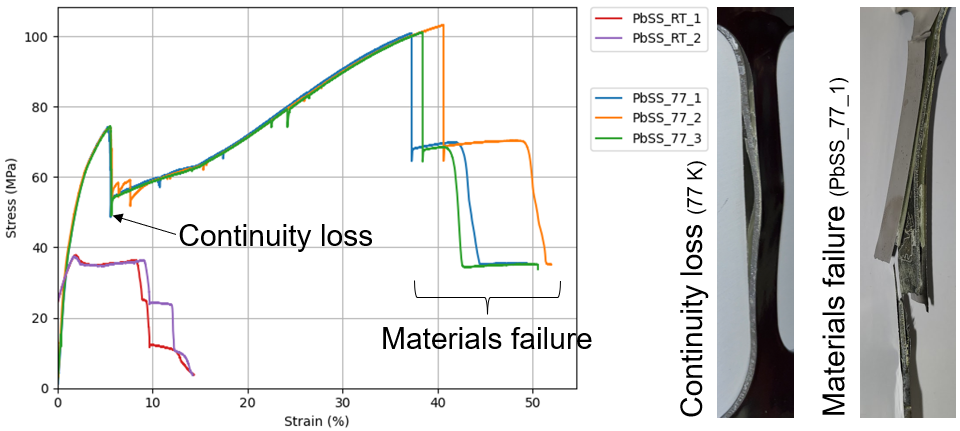 PbSS_RT_1
PbSS_RT_2
PbSS_77_1
PbSS_77_2
PbSS_77_3
100
80
60
40
20
0
Stress (MPa)
Continuity loss
Materials failure
0
10
20
30
40
50
Strain (%)
Continuity loss (77 K)
Materials failure (PbSS_77_1)